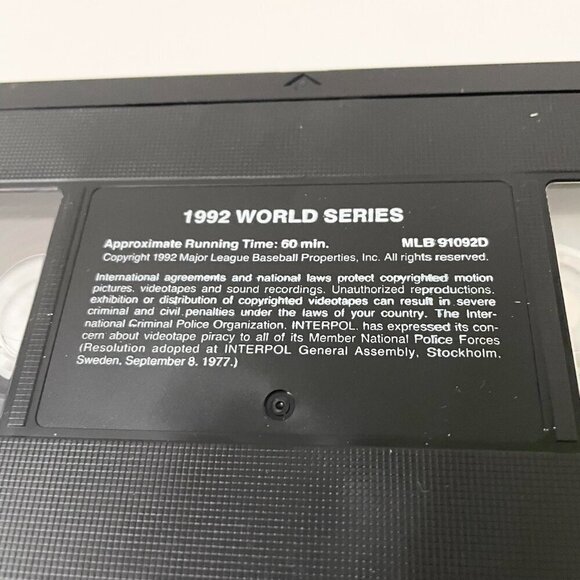 1992 WORLD SERIES
Approximate Running Time: 60 min. MLB 91092D
Copyright 1992 Major League Baseball Properties, Inc. All rights reserved.
International agreements and national laws protect copyrighted motion
pictures, videotapes and sound recordings. Unauthorized reproductions,
exhibition or distribution of copyrighted videotapes can result in severe
criminal and civil penalties under the laws of your country. The Inter-
national Criminal Police Organization, INTERPOL, has expressed its con-
cern about videotape piracy to all of its Member National Police Forces
(Resolution adopted at INTERPOL General Assembly, Stockholm,
Sweden, September 8, 1977.)